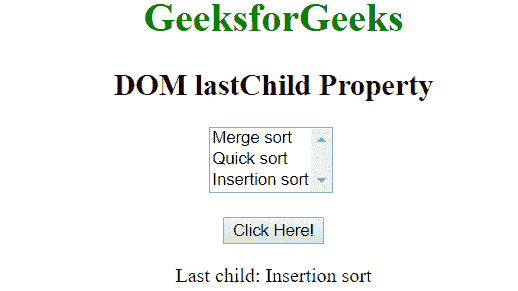 GeeksforGeeks
DOM lastChild Property
Merge sort
Quick sort
Insertion sort
Click Here!
Last child: Insertion sort